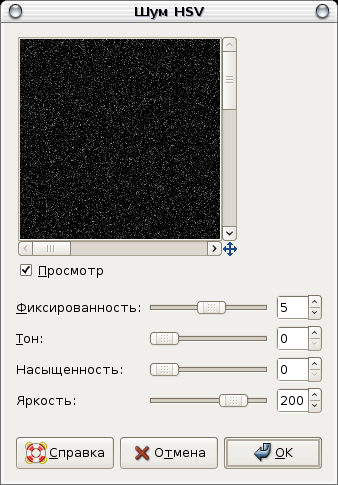 Шум HSV
Просмотр
Фиксированность: 5
Тон: 0
Насыщенность: 0
Яркость: 200
Справка Отмена OK